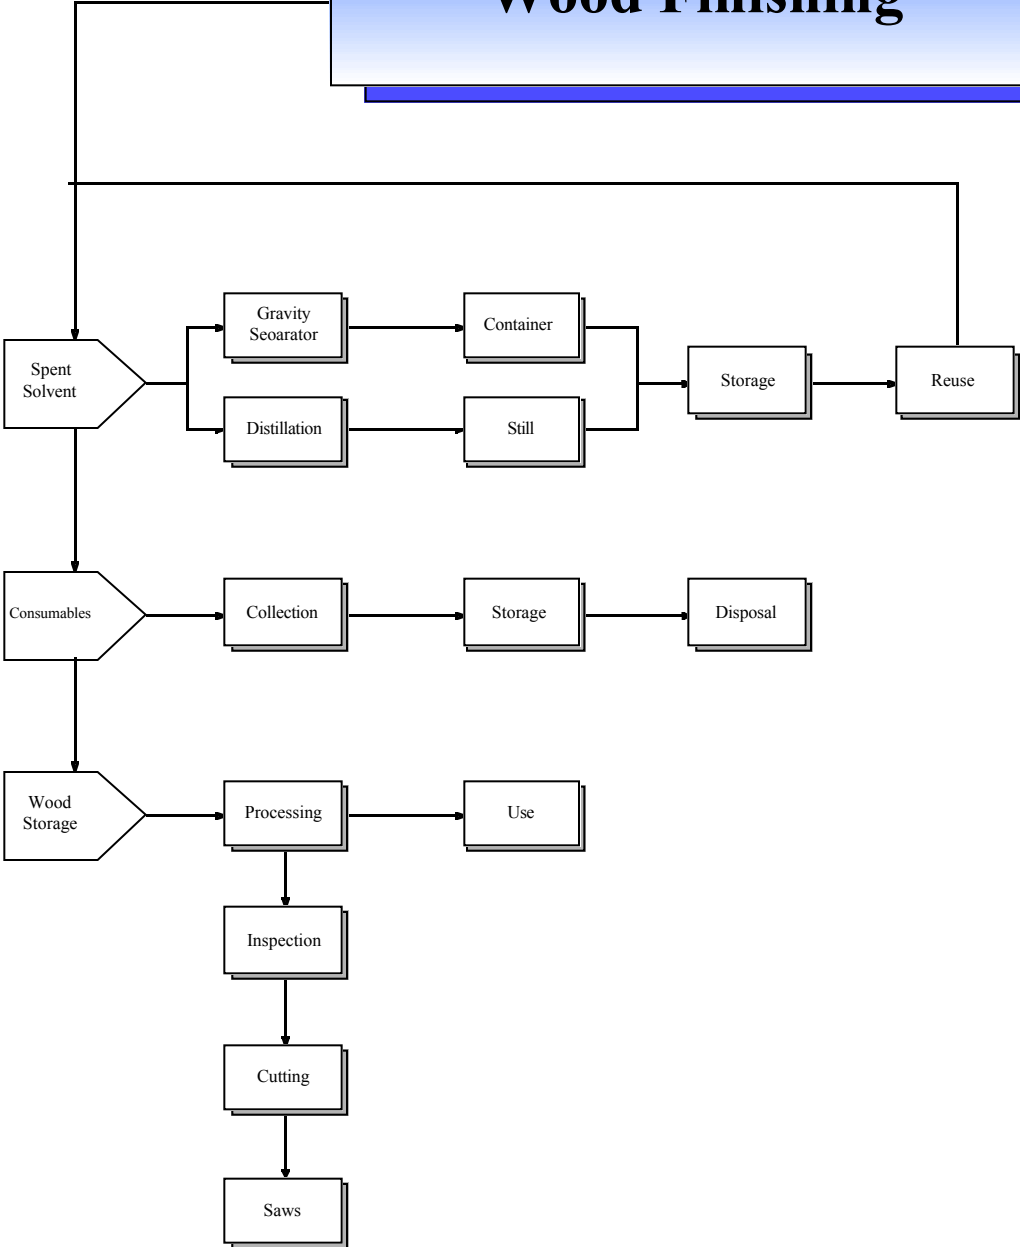 Wood Finishing
Gravity
Seoarator
Container
Spent
Solvent
Storage
Reuse
Distillation
Still
Consumables
Collection
Storage
Disposal
Wood
Storage
Processing
Use
Inspection
Cutting
Saws